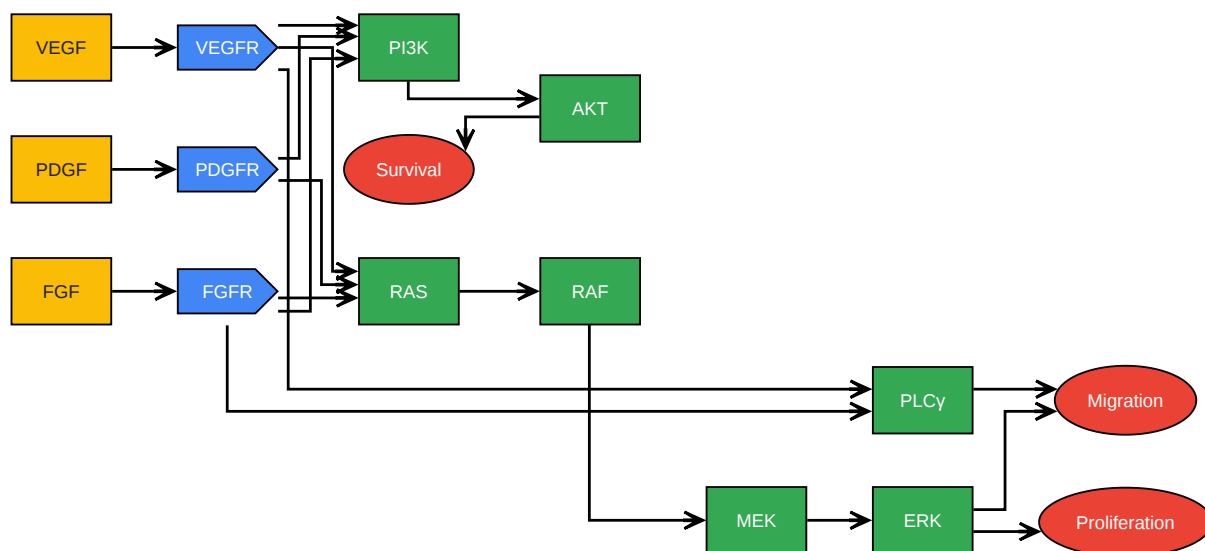 VEGF
VEGFR
PI3K
AKT
PDGF
PDGFR
Survival
FGF
FGFR
RAS
RAF
PLCγ
Migration
MEK
ERK
Proliferation